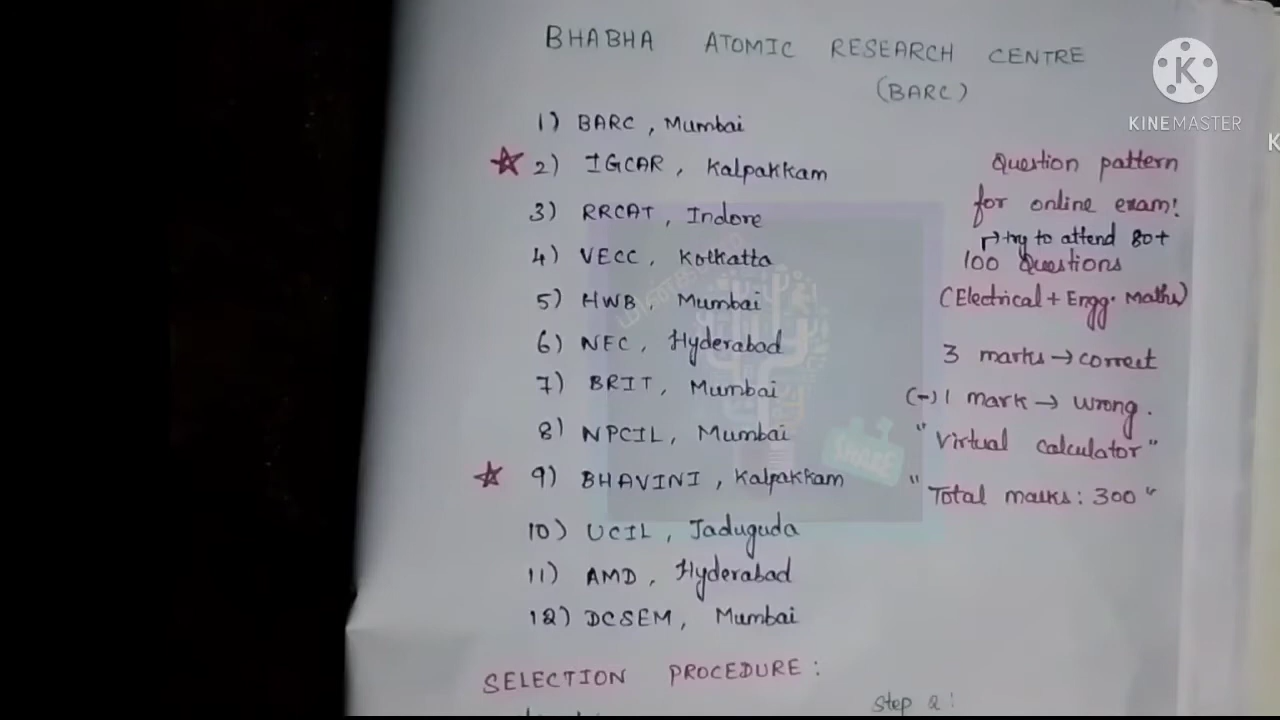 BHABHA ATOMIC RESEARCH CENTRE
(BARC)
1) BARC, Mumbai
2) IGCAR, Kalpakkam
3) RRCAT, Indore
4) VECC, Kolkatta
5) HWB, Mumbai
6) NFC, Hyderabad
7) BRIT, Mumbai
8) NPCIL, Mumbai
9) BHAVINI, Kalpakkam
10) UCIL, Jaduguda
11) AMD, Hyderabad
12) DCSEM, Mumbai
Question pattern
for online exam!
→ try to attend 80+
100 Questions
(Electrical + Engg. Maths)
3 marks → correct
(-) 1 mark → wrong.
"Virtual calculator"
"Total marks: 300"
SELECTION PROCEDURE:
Step 2:
KINEMASTER
SHARE